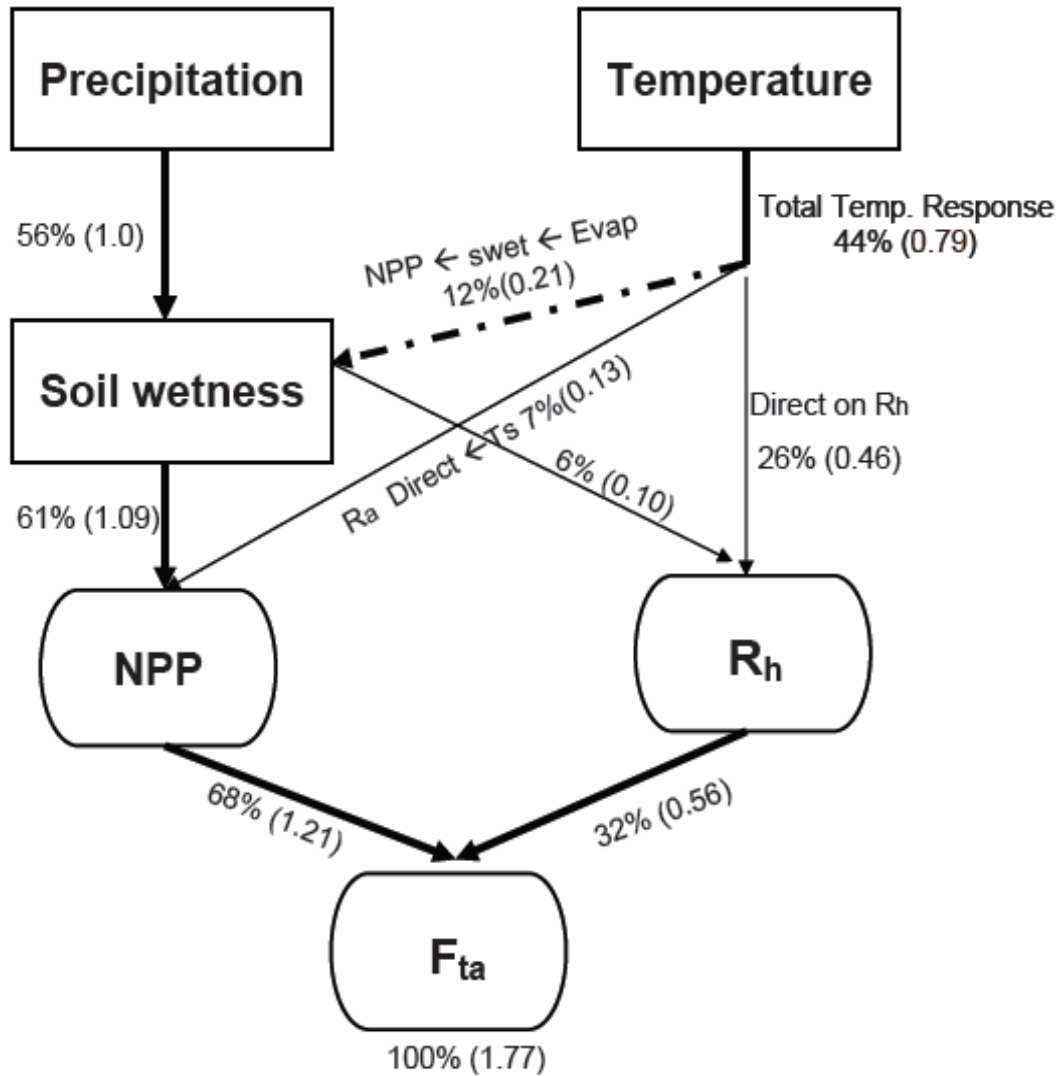 Precipitation
Temperature
56% (1.0)
Total Temp. Response
44% (0.79)
NPP ← swet ← Evap
12%(0.21)
Soil wetness
Ra Direct ←Ts 7%(0.13)
Direct on Rh
26% (0.46)
6% (0.10)
61% (1.09)
NPP
Rh
68% (1.21)
32% (0.56)
Fta
100% (1.77)